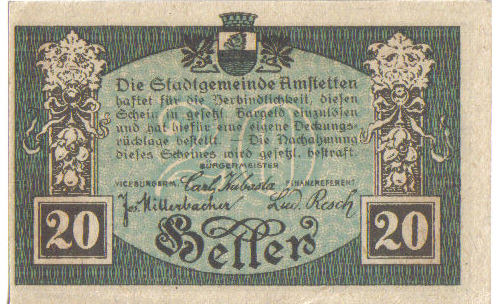 Die Stadtgemeinde Amstetten
haftet für die Verbindlichkeit, diesen
Schein in gesetzl. Bargeld einzulösen
und hat hiefür eine eigene Deckungs-
rücklage bestellt. Die Nachahmung
dieses Scheines wird gesetzl. bestraft.
BÜRGERMEISTER
VICEBÜRGERM. Carl Kubasta FINANZREFERENT
Jos. Millerbacher Lud. Resch
20 Heller 20